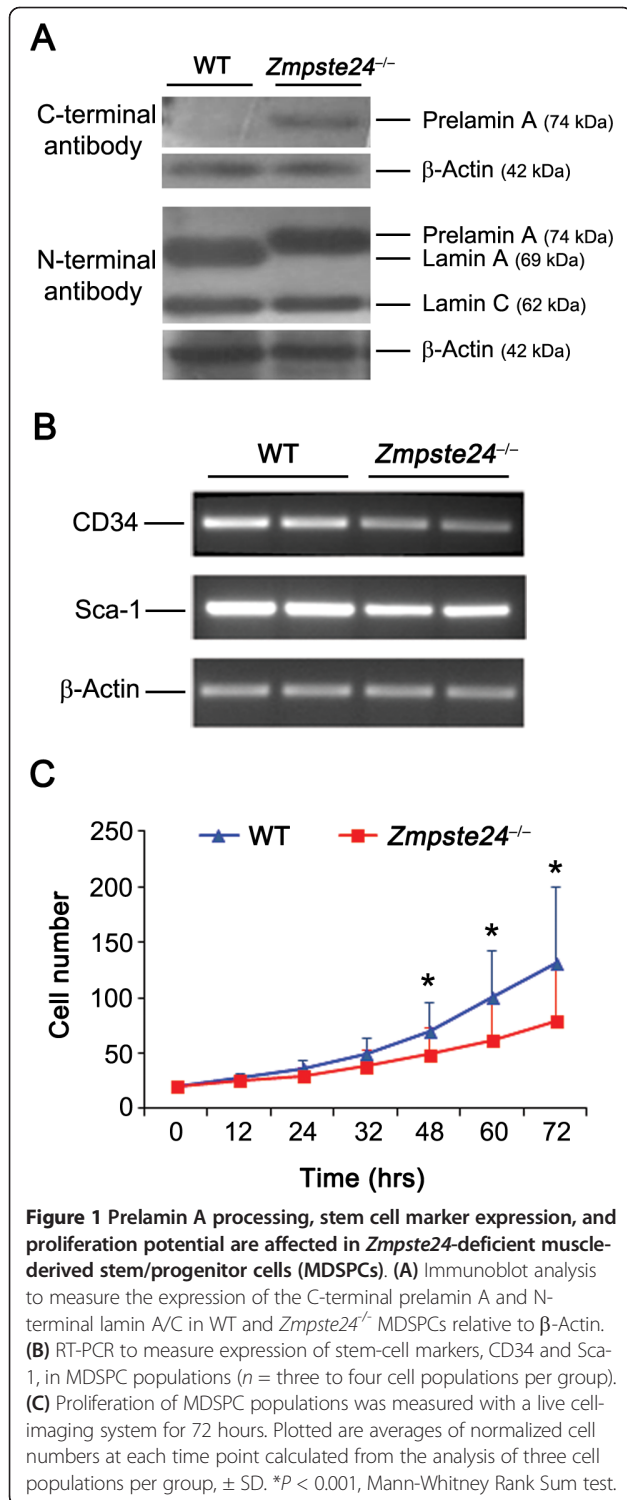 A
WT Zmpste24–/–
C-terminal antibody
Prelamin A (74 kDa)
β-Actin (42 kDa)
N-terminal antibody
Prelamin A (74 kDa)
Lamin A (69 kDa)
Lamin C (62 kDa)
β-Actin (42 kDa)
B
WT Zmpste24–/–
CD34
Sca-1
β-Actin
C
WT Zmpste24–/–
Cell number
250
200
150
100
50
0
* * *
0 12 24 32 48 60 72
Time (hrs)
Figure 1 Prelamin A processing, stem cell marker expression, and
proliferation potential are affected in Zmpste24-deficient muscle-
derived stem/progenitor cells (MDSPCs). (A) Immunoblot analysis
to measure the expression of the C-terminal prelamin A and N-
terminal lamin A/C in WT and Zmpste24-/- MDSPCs relative to β-Actin.
(B) RT-PCR to measure expression of stem-cell markers, CD34 and Sca-
1, in MDSPC populations (n = three to four cell populations per group).
(C) Proliferation of MDSPC populations was measured with a live cell-
imaging system for 72 hours. Plotted are averages of normalized cell
numbers at each time point calculated from the analysis of three cell
populations per group, ± SD. *P < 0.001, Mann-Whitney Rank Sum test.